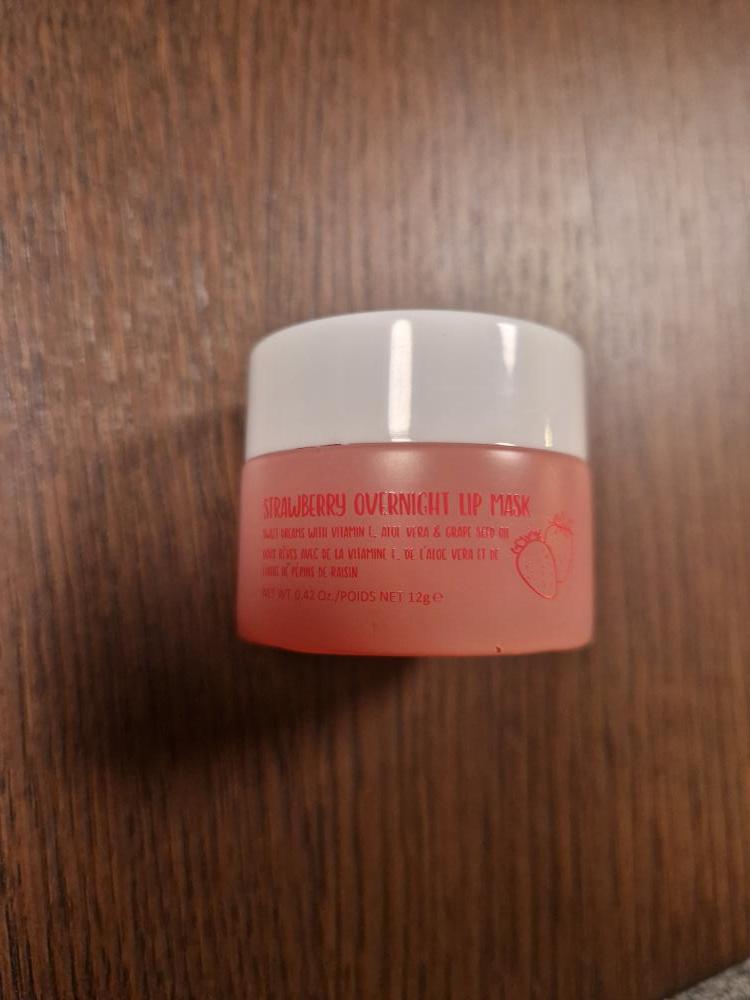 STRAWBERRY OVERNIGHT LIP MASK
SWEET DREAMS WITH VITAMIN E, ALOE VERA & GRAPE SEED OIL
DOUX RÊVES AVEC DE LA VITAMINE E, DE L'ALOE VERA ET DE
L'HUILE DE PÉPINS DE RAISIN
NET WT. 0.42 Oz./POIDS NET 12g ℮